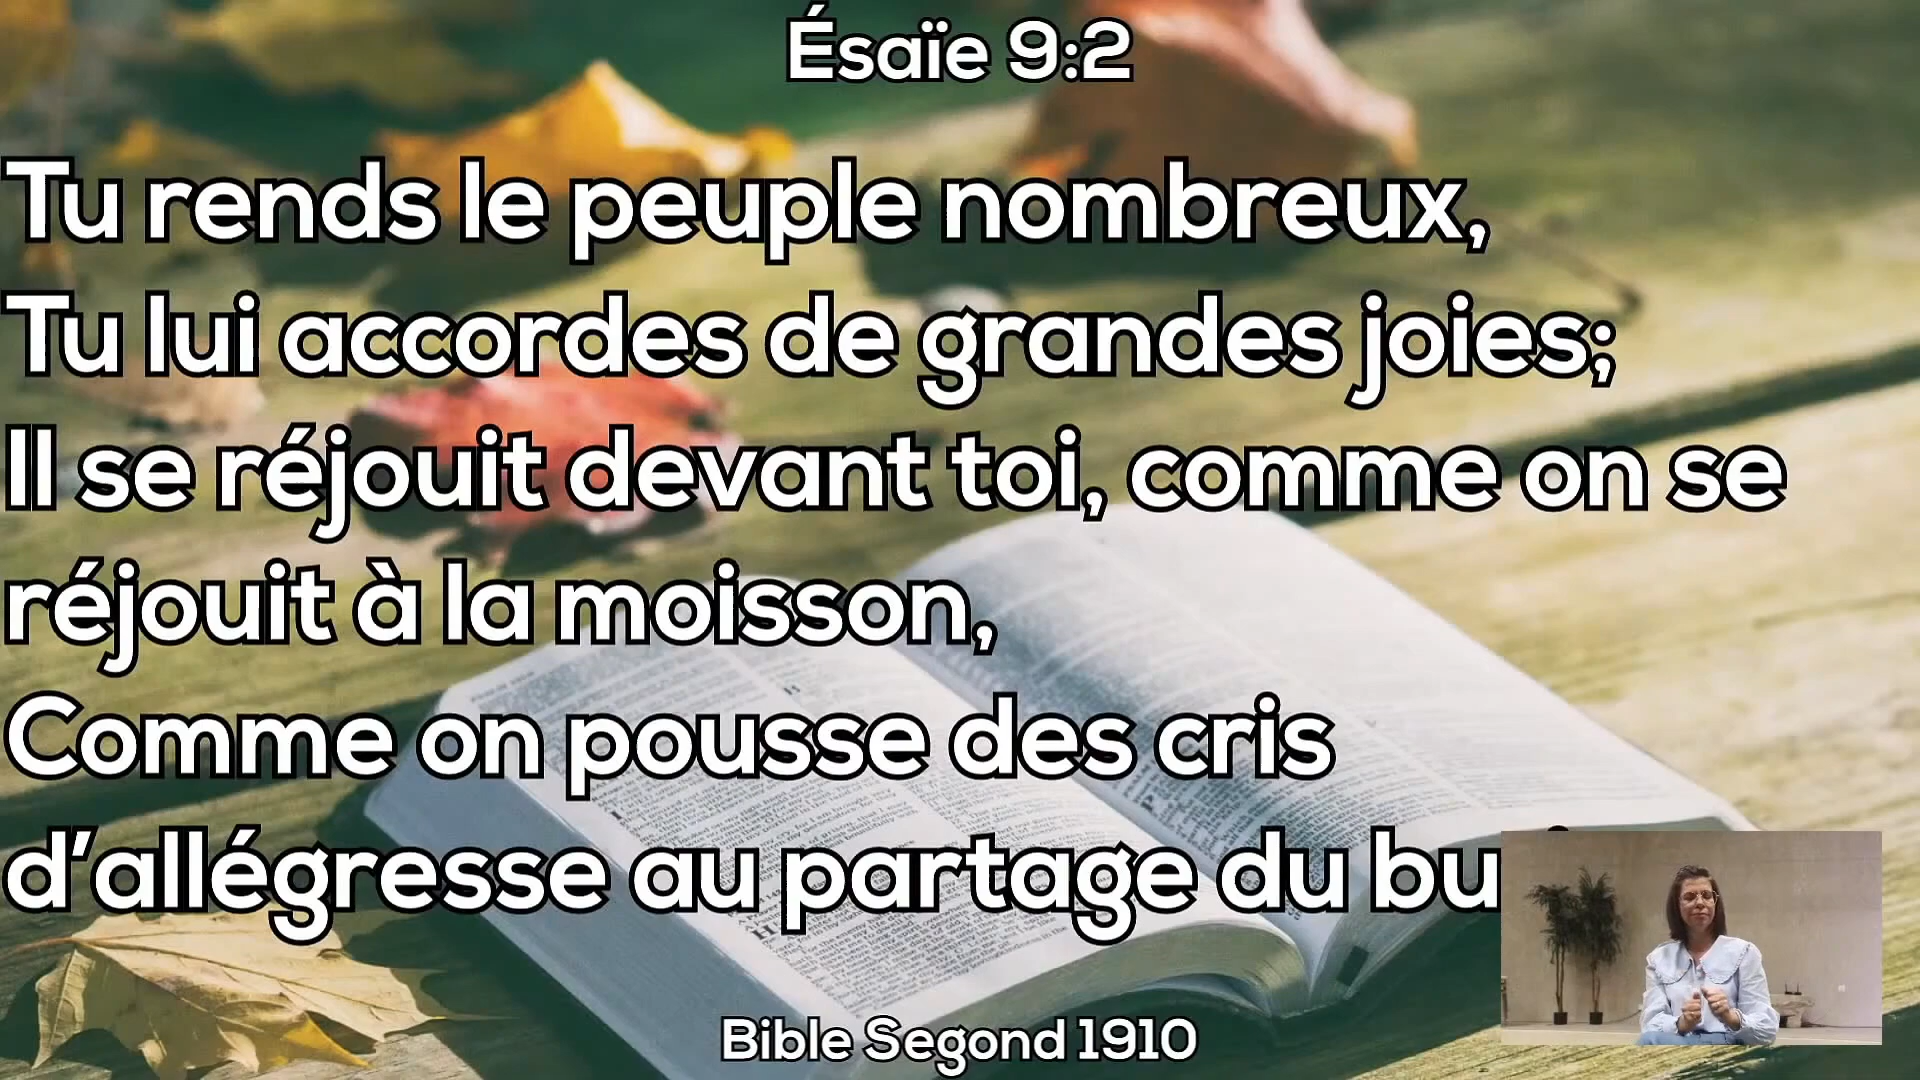 Ésaïe 9:2
Tu rends le peuple nombreux,
Tu lui accordes de grandes joies;
Il se réjouit devant toi, comme on se
réjouit à la moisson,
Comme on pousse des cris
d’allégresse au partage du
Bible Segond 1910